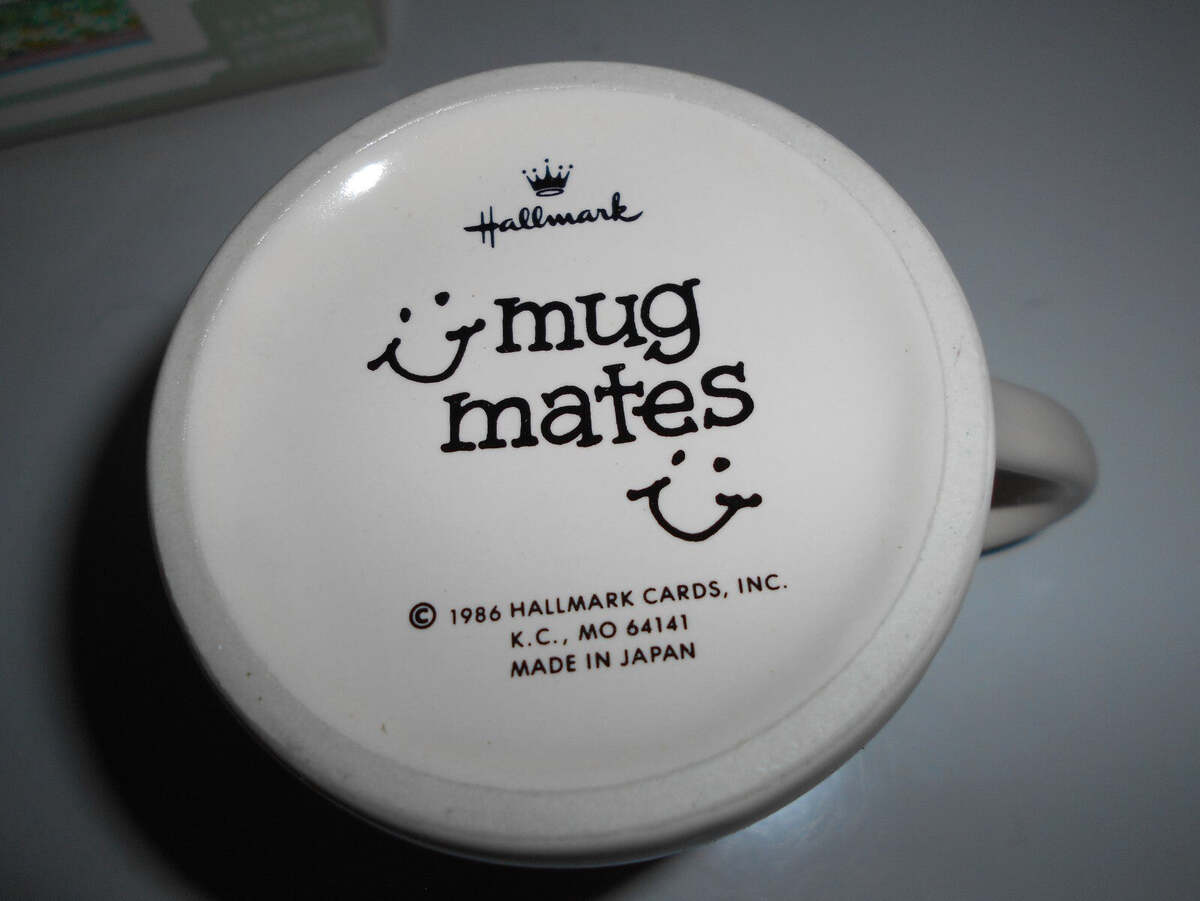 Hallmark
mug
mates
© 1986 HALLMARK CARDS, INC.
K.C., MO 64141
MADE IN JAPAN